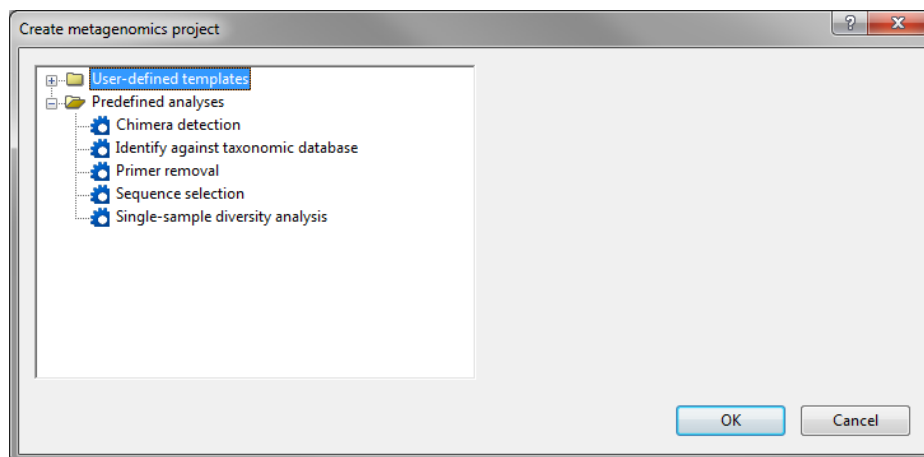 Create metagenomics project
?
User-defined templates
Predefined analyses
Chimera detection
Identify against taxonomic database
Primer removal
Sequence selection
Single-sample diversity analysis
OK
Cancel